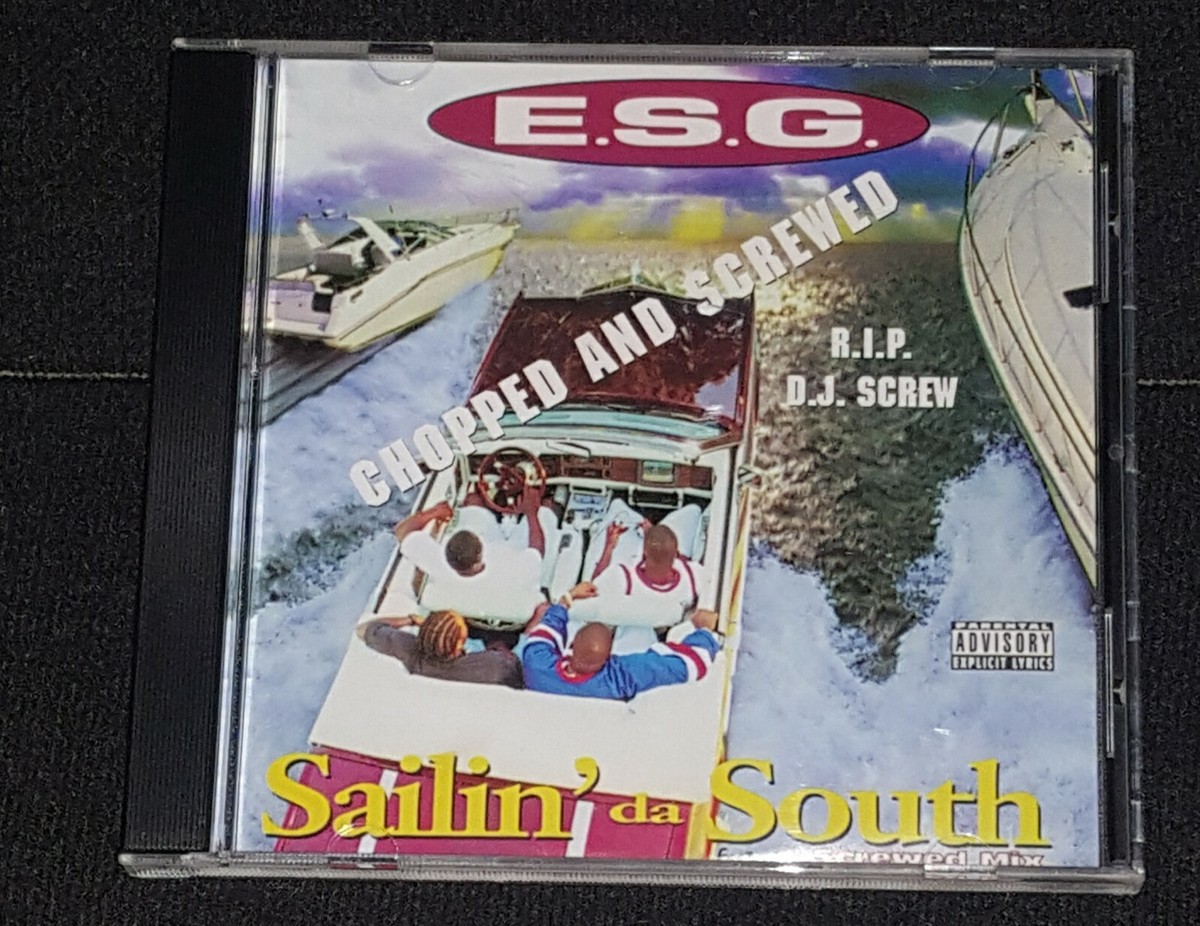 E.S.G.
CHOPPED AND SCREWED
R.I.P.
D.J. SCREW
PARENTAL
ADVISORY
EXPLICIT LYRICS
Sailin' da South
Screwed Mix